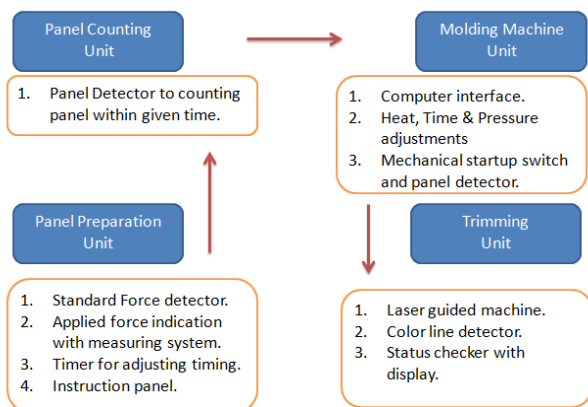 Panel Counting
Unit
1. Panel Detector to counting
panel within given time.
Molding Machine
Unit
1. Computer interface.
2. Heat, Time & Pressure
adjustments
3. Mechanical startup switch
and panel detector.
Panel Preparation
Unit
1. Standard Force detector.
2. Applied force indication
with measuring system.
3. Timer for adjusting timing.
4. Instruction panel.
Trimming
Unit
1. Laser guided machine.
2. Color line detector.
3. Status checker with
display.